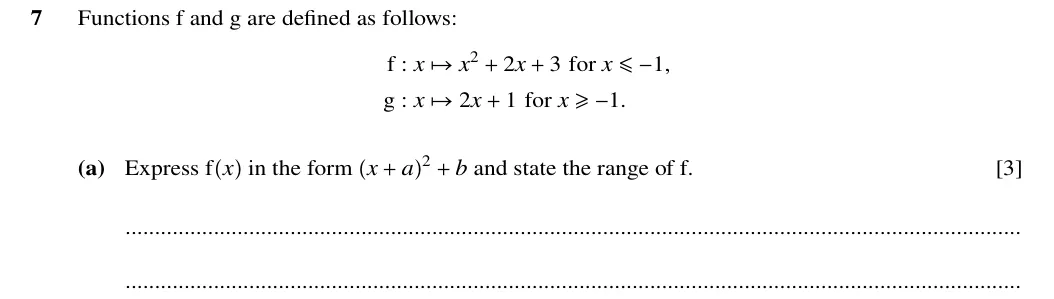 7 Functions f and g are defined as follows:
f : x ↦ x² + 2x + 3 for x ⩽ −1,
g : x ↦ 2x + 1 for x ⩾ −1.
(a) Express f(x) in the form (x + a)² + b and state the range of f. [3]